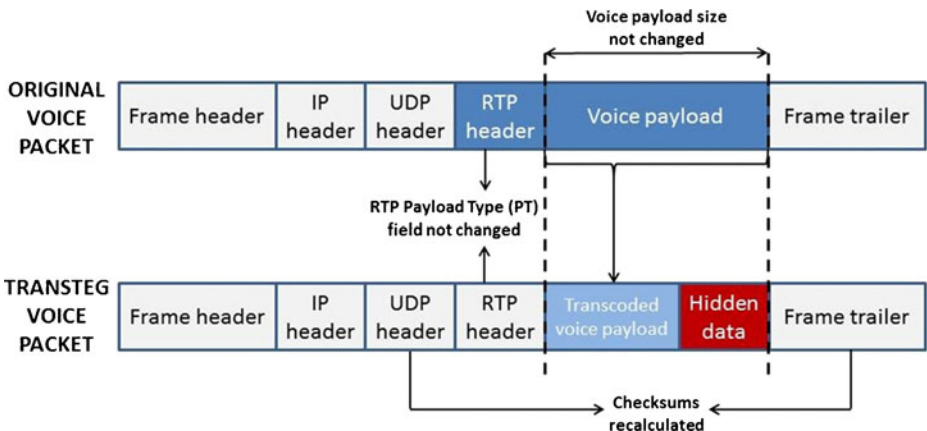 Voice payload size
not changed
ORIGINAL
VOICE
PACKET
Frame header
IP
header
UDP
header
RTP
header
Voice payload
Frame trailer
RTP Payload Type (PT)
field not changed
TRANSTEG
VOICE
PACKET
Frame header
IP
header
UDP
header
RTP
header
Transcoded
voice payload
Hidden
data
Frame trailer
Checksums
recalculated